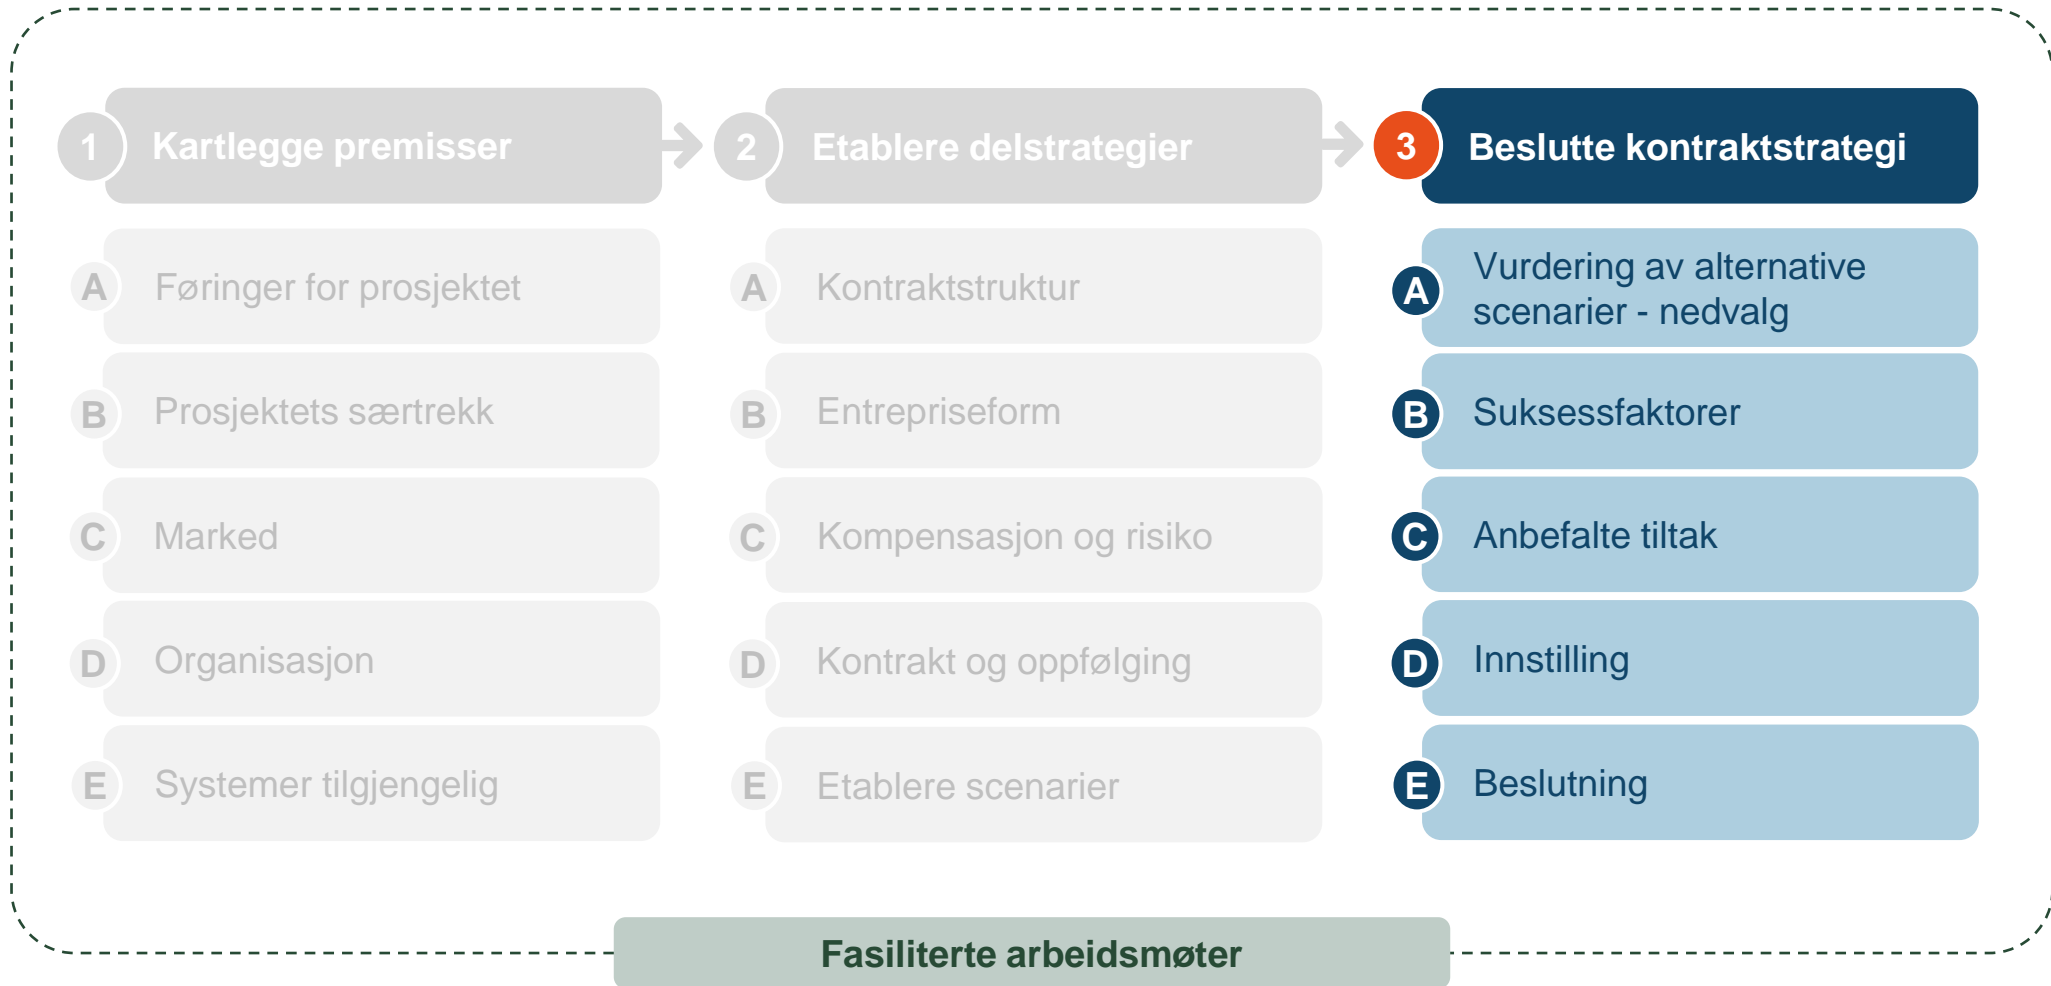 1
Kartlegge premisser
A
Føringer for prosjektet
B
Prosjektets særtrekk
C
Marked
D
Organisasjon
E
Systemer tilgjengelig
2
Etablere delstrategier
A
Kontraktstruktur
B
Entrepriseform
C
Kompensasjon og risiko
D
Kontrakt og oppfølging
E
Etablere scenarier
3
Beslutte kontraktstrategi
A
Vurdering av alternative
scenarier - nedvalg
B
Suksessfaktorer
C
Anbefalte tiltak
D
Innstilling
E
Beslutning
Fasiliterte arbeidsmøter